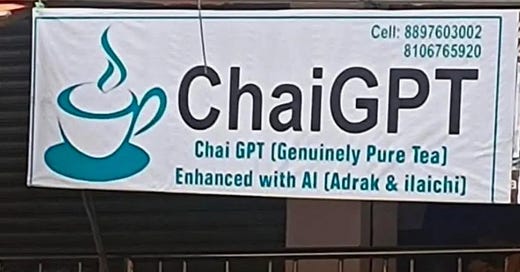 Cell: 8897603002
8106765920
ChaiGPT
Chai GPT (Genuinely Pure Tea)
Enhanced with AI (Adrak & ilaichi)